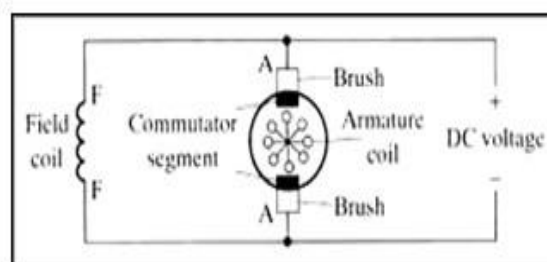 A
Brush
F
Field
coil
F
Commutator
segment
Armature
coil
+
DC voltage
−
A
Brush